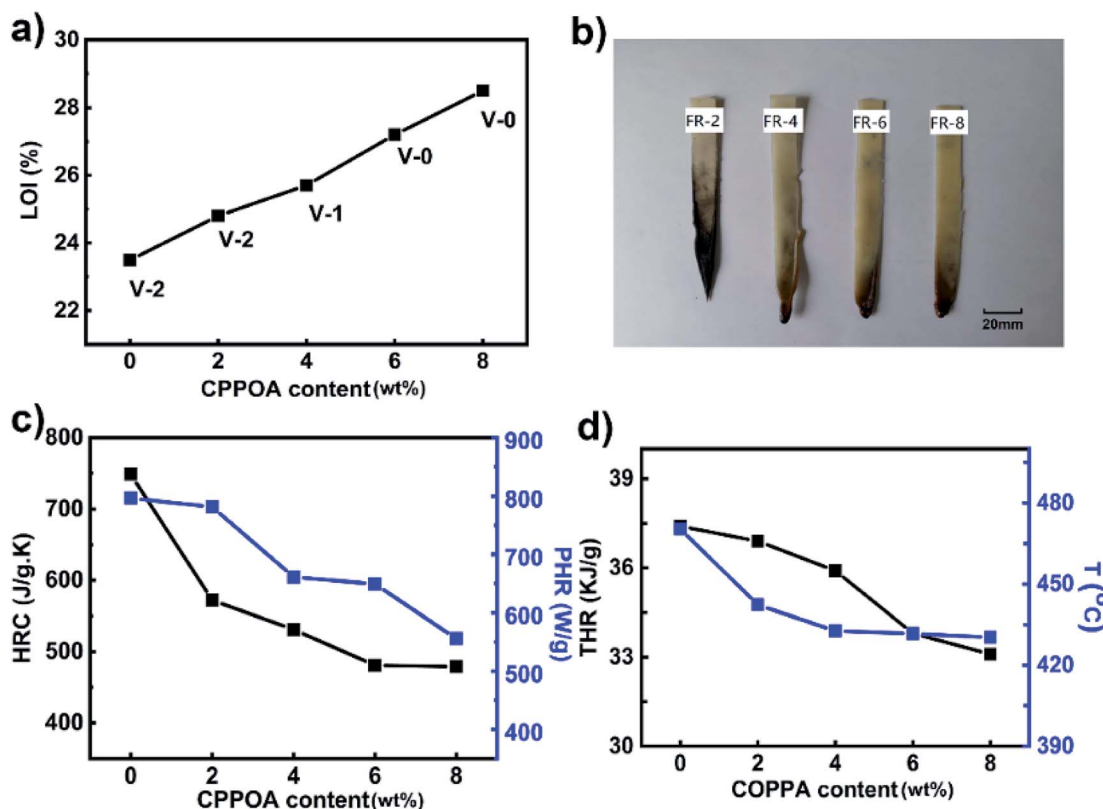 a)
30
28
26
24
22
LOI (%)
V-2
V-2
V-1
V-0
V-0
0 2 4 6 8
CPPOA content(wt%)
b)
FR-2 FR-4 FR-6 FR-8
20mm
c)
800
700
600
500
400
HRC (J/g.K)
900
800
700
600
500
400
PHR (W/g)
0 2 4 6 8
CPPOA content(wt%)
d)
39
36
33
30
THR (KJ/g)
480
450
420
390
T (°C)
0 2 4 6 8
COPPA content(wt%)